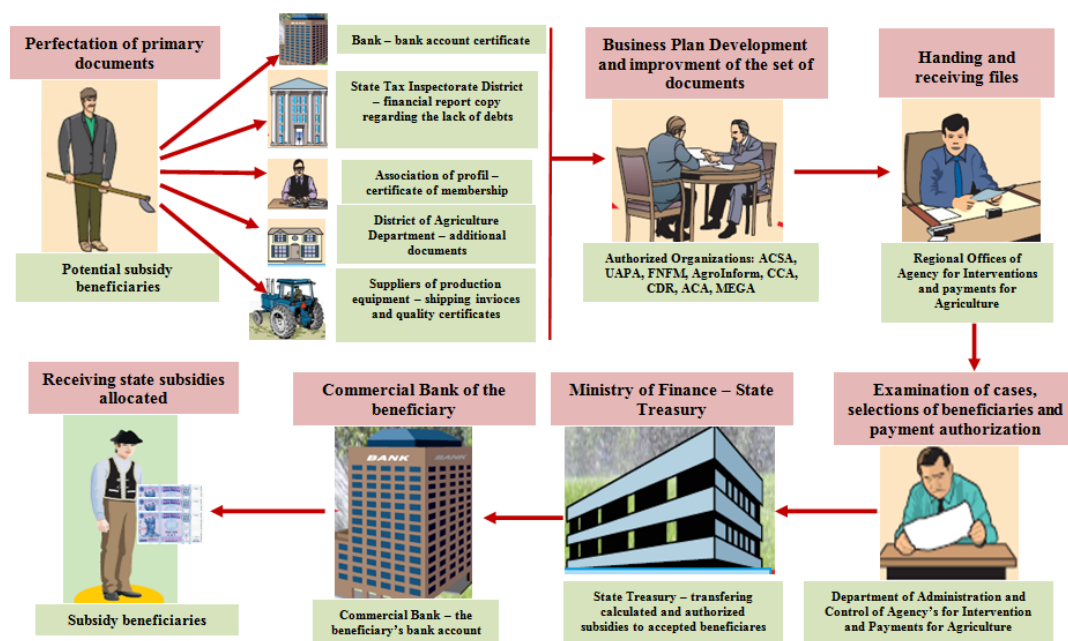 Perfectation of primary
documents
Potential subsidy
beneficiaries
Bank – bank account certificate
State Tax Inspectorate District
– financial report copy
regarding the lack of debts
Association of profil –
certificate of membership
District of Agriculture
Department – additional
documents
Suppliers of production
equipment – shipping invioces
and quality certificates
Business Plan Development
and improvment of the set of
documents
Authorized Organizations: ACSA,
UAPA, FNFM, AgroInform, CCA,
CDR, ACA, MEGA
Handing and
receiving files
Regional Offices of
Agency for Interventions
and payments for
Agriculture
Receiving state subsidies
allocated
Subsidy beneficiaries
Commercial Bank of the
beneficiary
BANK
BANK
Commercial Bank – the
beneficiary's bank account
Ministry of Finance – State
Treasury
State Treasury – transfering
calculated and authorized
subsidies to accepted beneficiares
Examination of cases,
selections of beneficiaries and
payment authorization
Department of Administration and
Control of Agency's for Intervention
and Payments for Agriculture